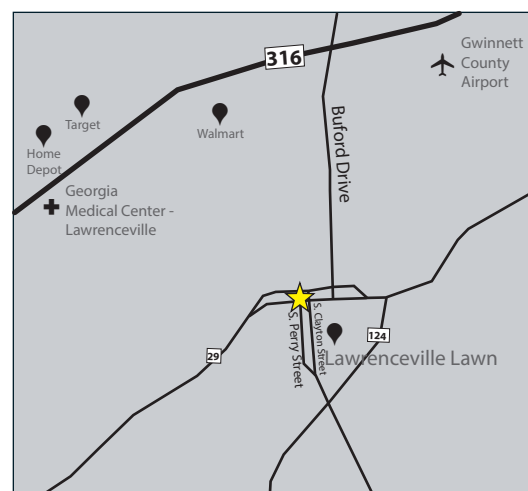 316
Gwinnett
County
Airport
Target
Walmart
Home
Depot
Buford Drive
Georgia
Medical Center -
Lawrenceville
S. Perry Street
S. Clayton Street
124
29
Lawrenceville Lawn